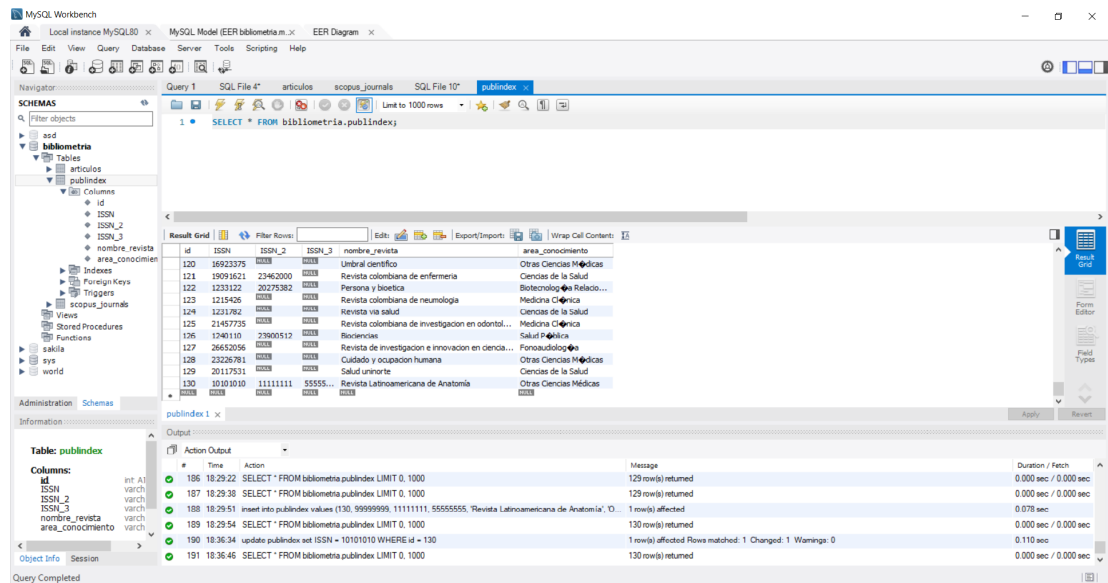 MySQL Workbench
Local instance MySQL80 × MySQL Model (EER bibliometria.m..× EER Diagram ×
File Edit View Query Database Server Tools Scripting Help
Navigator
SCHEMAS
Filter objects
asd
bibliometria
Tables
articulos
publindex
Columns
id
ISSN
ISSN_2
ISSN_3
nombre_revista
area_conocimien
Indexes
Foreign Keys
Triggers
scopus_journals
Views
Stored Procedures
Functions
sakila
sys
world
Administration Schemas
Information
Table: publindex
Columns:
id int AI
ISSN varch
ISSN_2 varch
ISSN_3 varch
nombre_revista varch
area_conocimiento varch
Object Info Session
Query 1 SQL File 4* articulos scopus_journals SQL File 10* publindex ×
Limit to 1000 rows
1 SELECT * FROM bibliometria.publindex;
Result Grid Filter Rows: Edit: Export/Import: Wrap Cell Content:
id ISSN ISSN_2 ISSN_3 nombre_revista area_conocimiento
120 16923375 NULL NULL Umbral cientifico Otras Ciencias M�dicas
121 19091621 23462000 NULL Revista colombiana de enfermeria Ciencias de la Salud
122 1233122 20275382 NULL Persona y bioetica Biotecnolog�a Relacio...
123 1215426 NULL NULL Revista colombiana de neumologia Medicina Cl�nica
124 1231782 NULL NULL Revista via salud Ciencias de la Salud
125 21457735 NULL NULL Revista colombiana de investigacion en odontol... Medicina Cl�nica
126 1240110 23900512 NULL Biociencias Salud P�blica
127 26652056 NULL NULL Revista de investigacion e innovacion en ciencia... Fonoaudiolog�a
128 23226781 NULL NULL Cuidado y ocupacion humana Otras Ciencias M�dicas
129 20117531 NULL NULL Salud uninorte Ciencias de la Salud
130 10101010 11111111 55555... Revista Latinoamericana de Anatomía Otras Ciencias Médicas
NULL NULL NULL NULL NULL NULL
Result Grid
Form Editor
Field Types
publindex 1 × Apply Revert
Output
Action Output
# Time Action Message Duration / Fetch
186 18:29:22 SELECT * FROM bibliometria.publindex LIMIT 0, 1000 129 row(s) returned 0.000 sec / 0.000 sec
187 18:29:38 SELECT * FROM bibliometria.publindex LIMIT 0, 1000 129 row(s) returned 0.000 sec / 0.000 sec
188 18:29:51 insert into publindex values (130, 99999999, 11111111, 55555555, 'Revista Latinoamericana de Anatomía', 'O... 1 row(s) affected 0.078 sec
189 18:29:54 SELECT * FROM bibliometria.publindex LIMIT 0, 1000 130 row(s) returned 0.000 sec / 0.000 sec
190 18:36:34 update publindex set ISSN = 10101010 WHERE id = 130 1 row(s) affected Rows matched: 1 Changed: 1 Warnings: 0 0.110 sec
191 18:36:46 SELECT * FROM bibliometria.publindex LIMIT 0, 1000 130 row(s) returned 0.000 sec / 0.000 sec
Query Completed